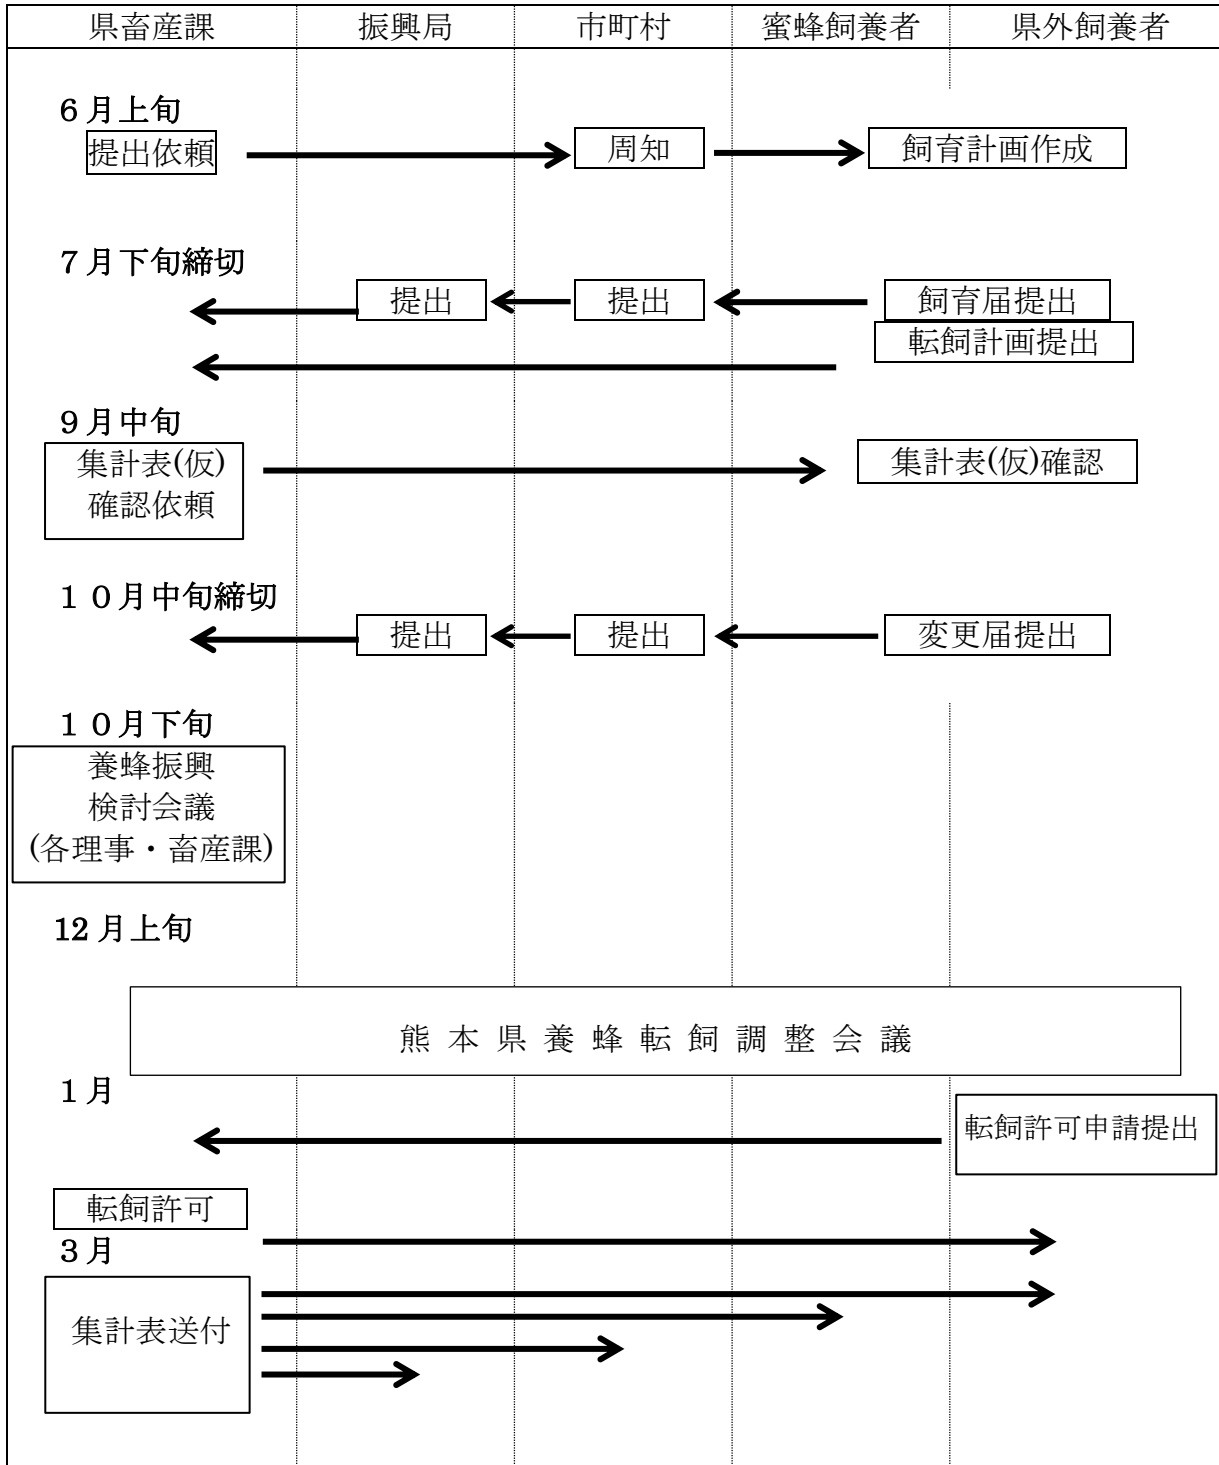 県畜産課 振興局 市町村 蜜蜂飼養者 県外飼養者
６月上旬
提出依頼 周知 飼育計画作成
７月下旬締切
提出 提出 飼育届提出
転飼計画提出
９月中旬
集計表(仮) 集計表(仮)確認
確認依頼
１０月中旬締切
提出 提出 変更届提出
１０月下旬
養蜂振興
検討会議
(各理事・畜産課)
12月上旬
熊本県養蜂転飼調整会議
１月
転飼許可申請提出
転飼許可
３月
集計表送付